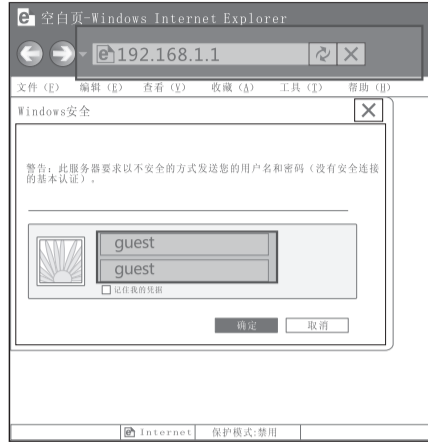 空白页-Windows Internet Explorer
192.168.1.1
文件 (F) 编辑 (E) 查看 (V) 收藏 (A) 工具 (T) 帮助 (H)
Windows安全
警告：此服务器要求以不安全的方式发送您的用户名和密码（没有安全连接
的基本认证）。
guest
guest
记住我的凭据
确定 取消
Internet 保护模式:禁用